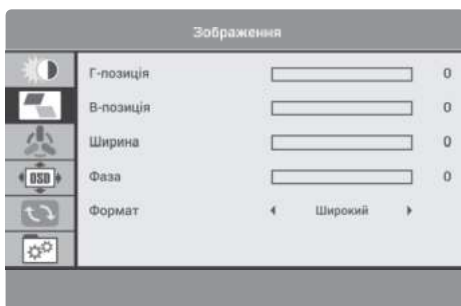 Зображення
Г-позиція 0
В-позиція 0
Ширина 0
OSD
Фаза 0
Формат Широкий